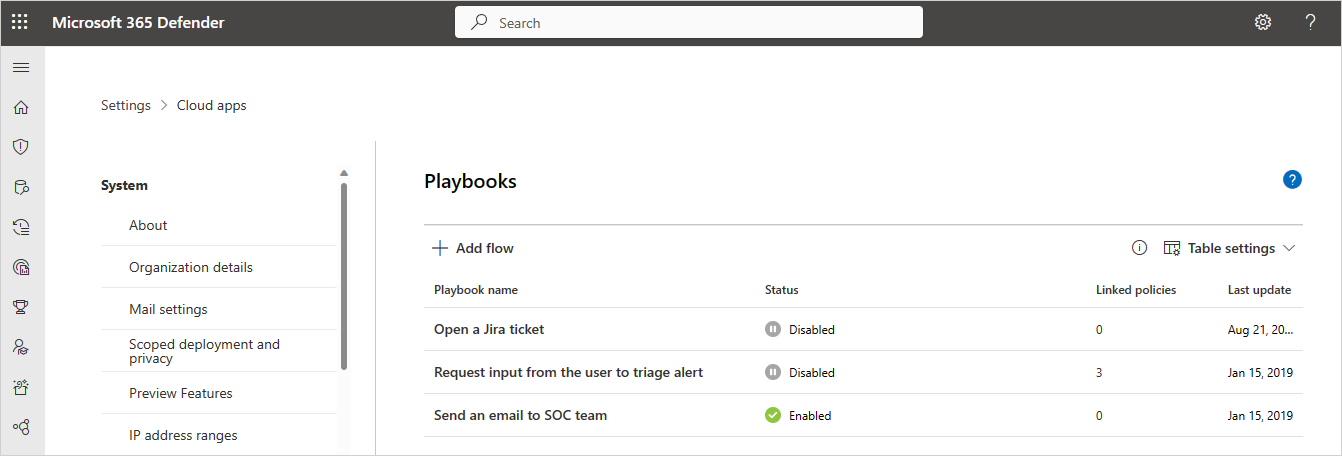 Microsoft 365 Defender
Search
?
Settings > Cloud apps
System
About
Organization details
Mail settings
Scoped deployment and
privacy
Preview Features
IP address ranges
Playbooks
?
+ Add flow
Table settings
Playbook name Status Linked policies Last update
Open a Jira ticket Disabled 0 Aug 21, 20...
Request input from the user to triage alert Disabled 3 Jan 15, 2019
Send an email to SOC team Enabled 0 Jan 15, 2019